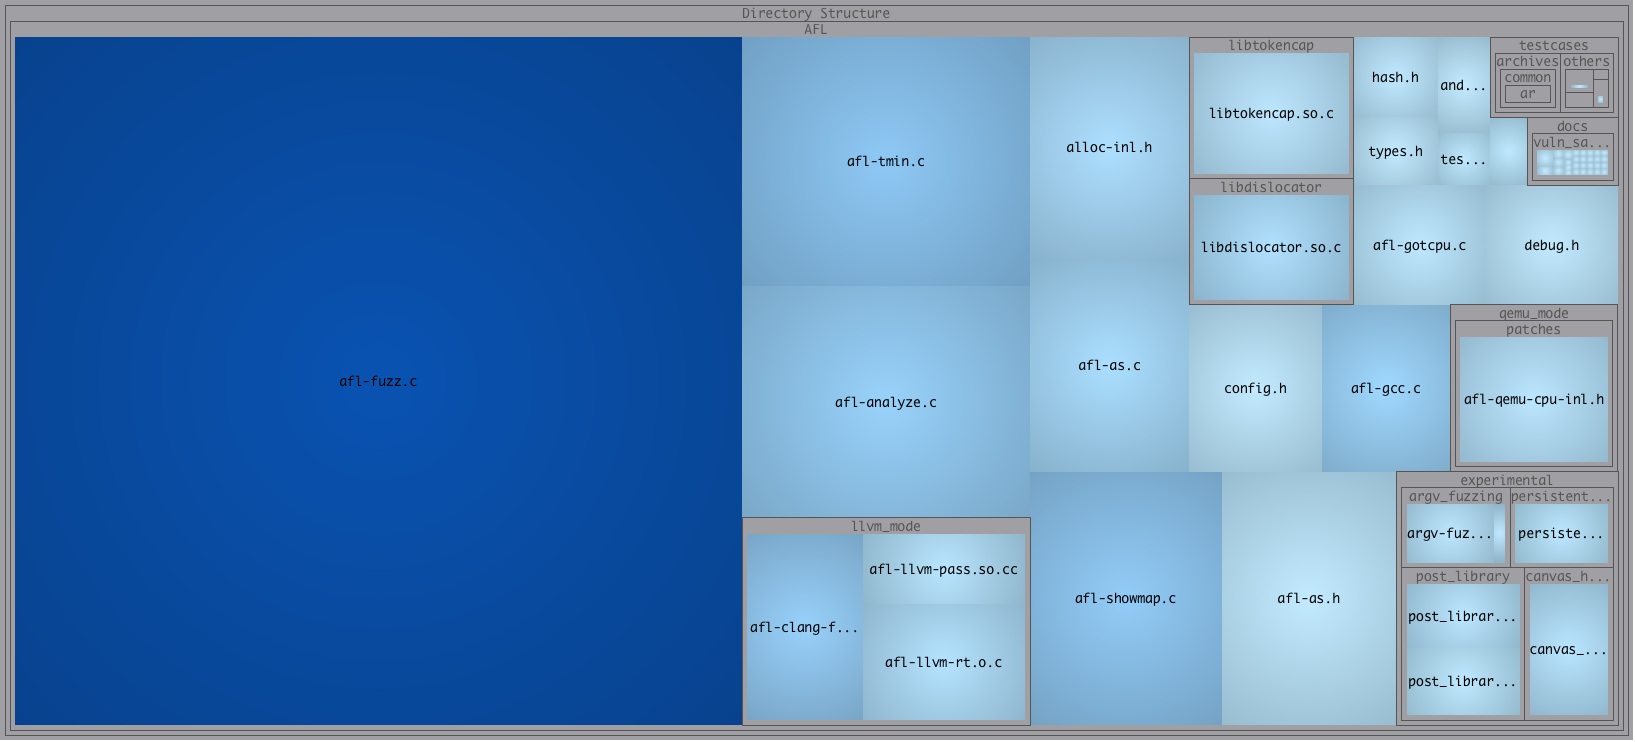 Directory Structure
AFL
afl-fuzz.c
afl-tmin.c
afl-analyze.c
llvm_mode
afl-clang-f...
afl-llvm-pass.so.cc
afl-llvm-rt.o.c
alloc-inl.h
afl-as.c
afl-showmap.c
afl-as.h
libtokencap
libtokencap.so.c
libdislocator
libdislocator.so.c
hash.h
and...
types.h
tes...
testcases
archives
others
common
ar
docs
vuln_sa...
afl-gotcpu.c
debug.h
config.h
afl-gcc.c
qemu_mode
patches
afl-qemu-cpu-inl.h
experimental
argv_fuzzing
persistent...
argv-fuz...
persiste...
post_library
canvas_h...
post_librar...
post_librar...
canvas_...